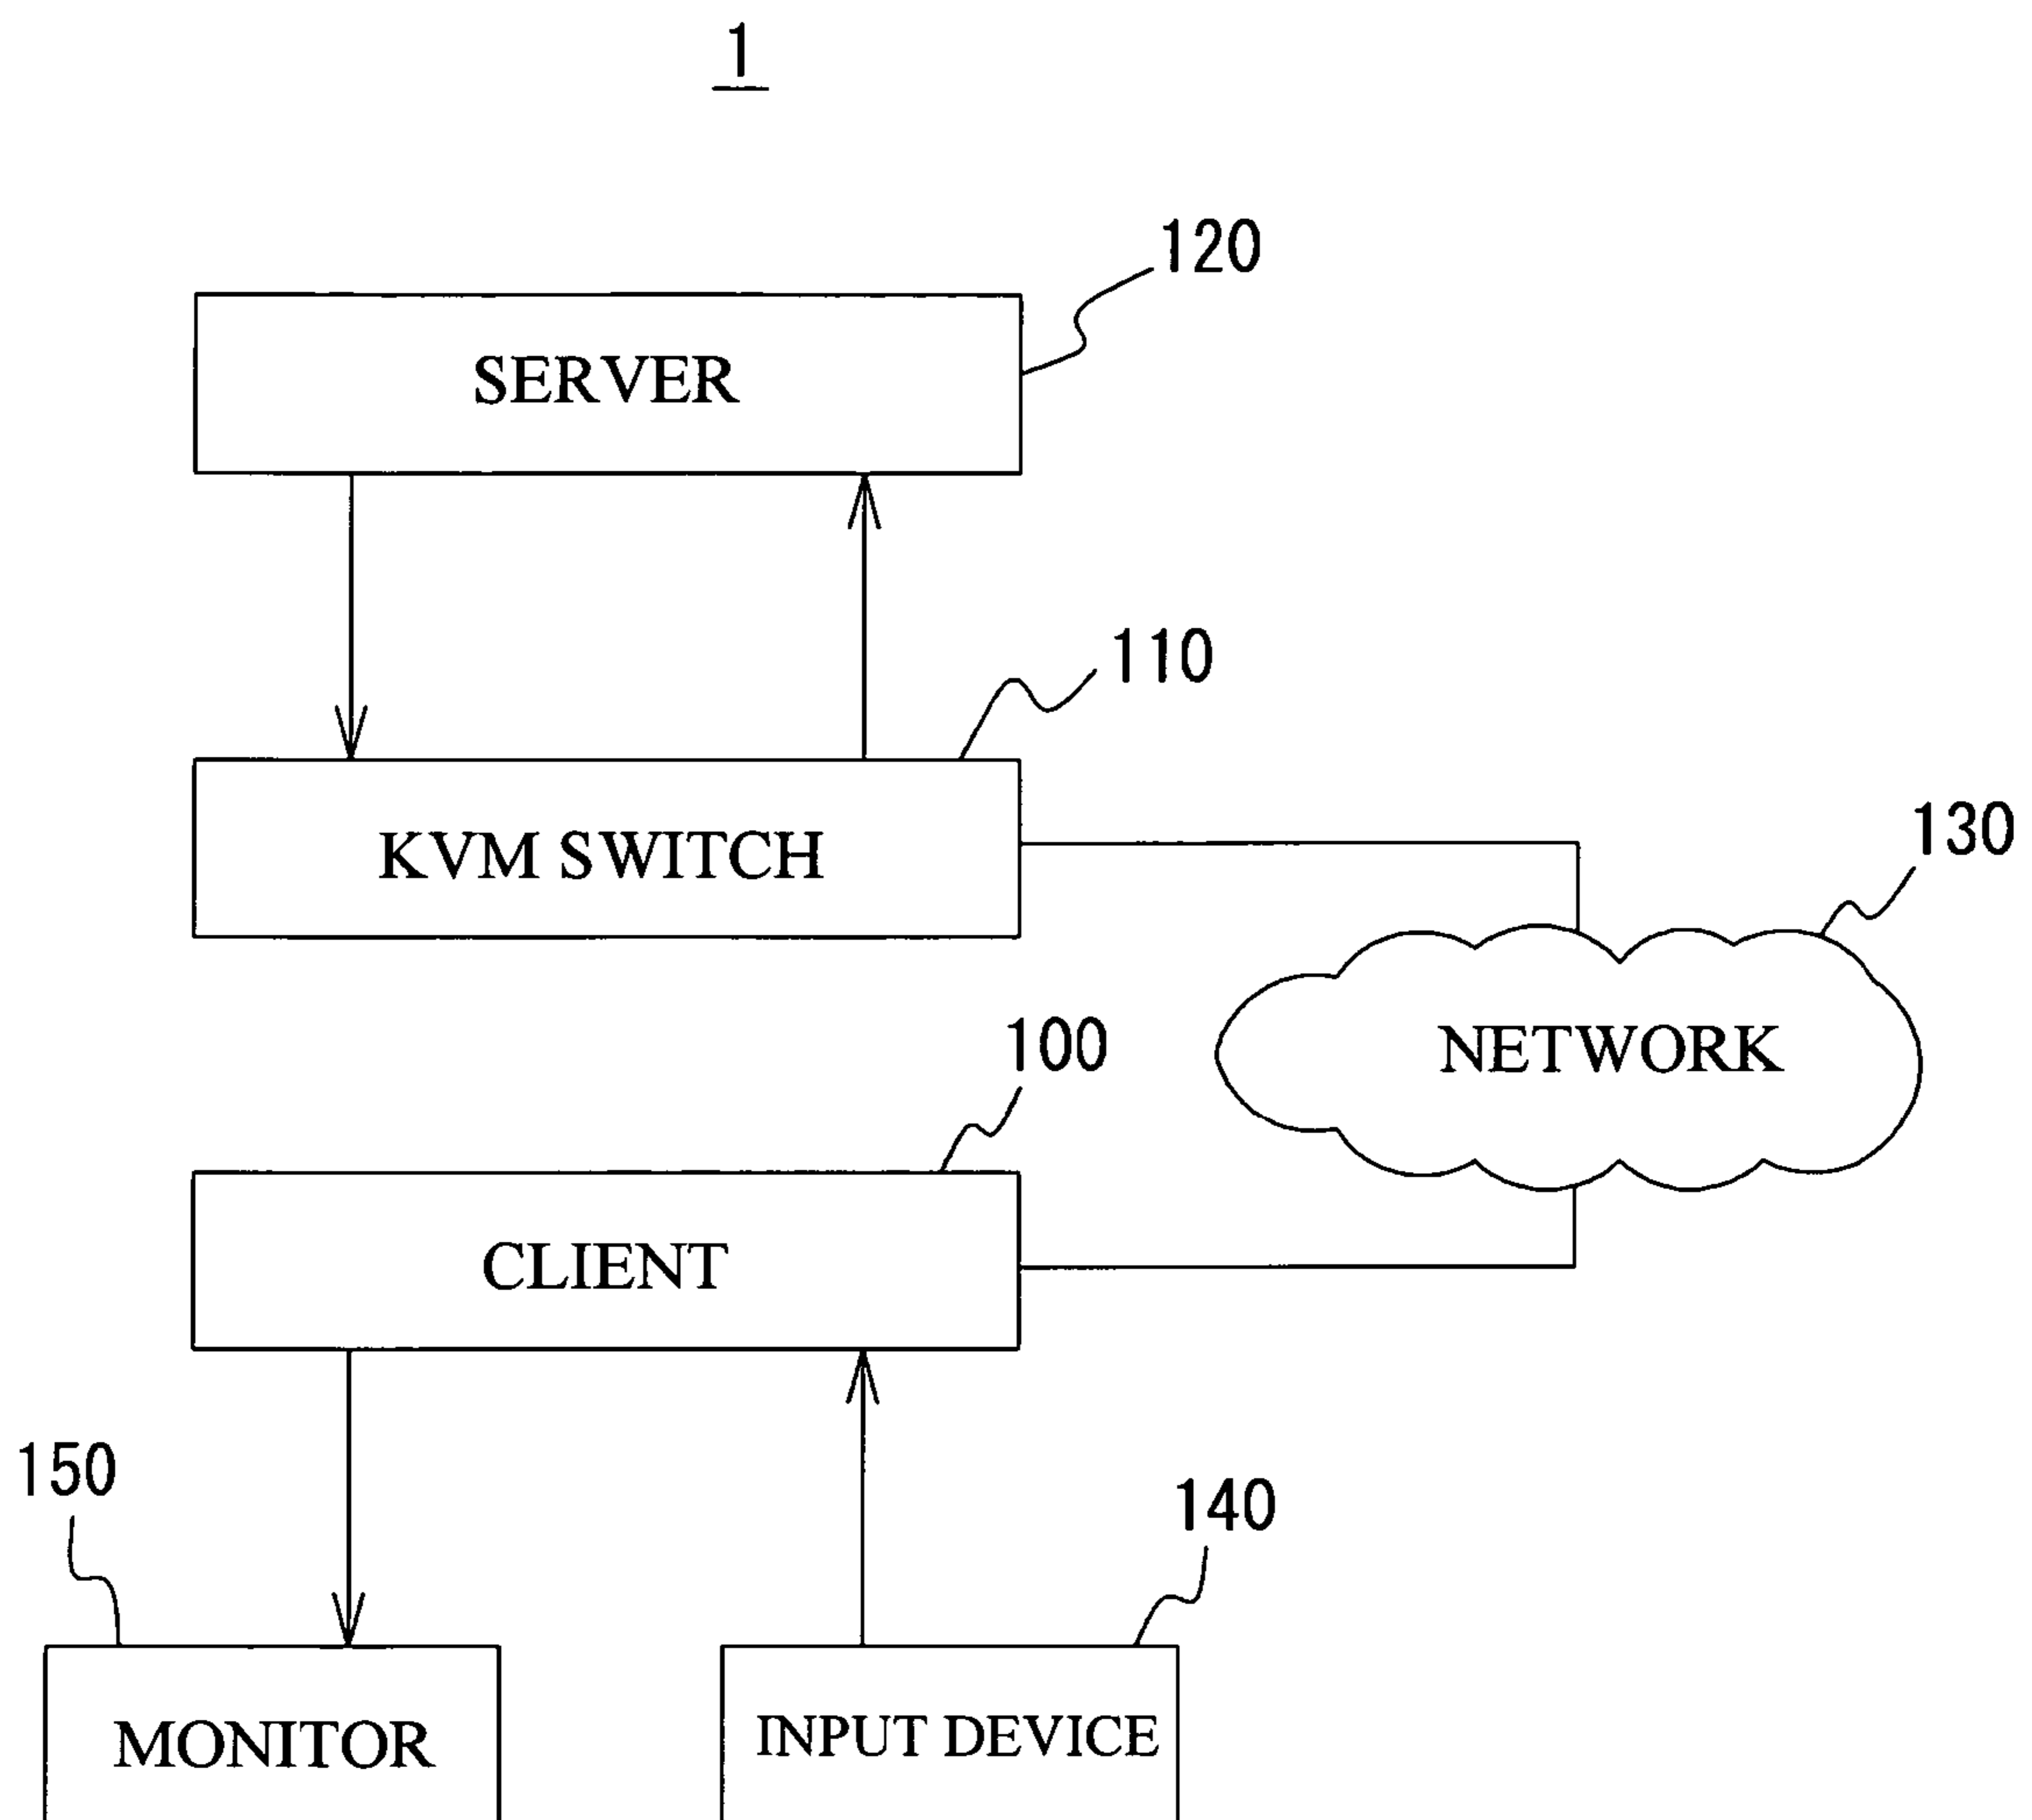 1
120
SERVER
110
KVM SWITCH
130
NETWORK
100
CLIENT
150
140
MONITOR
INPUT DEVICE